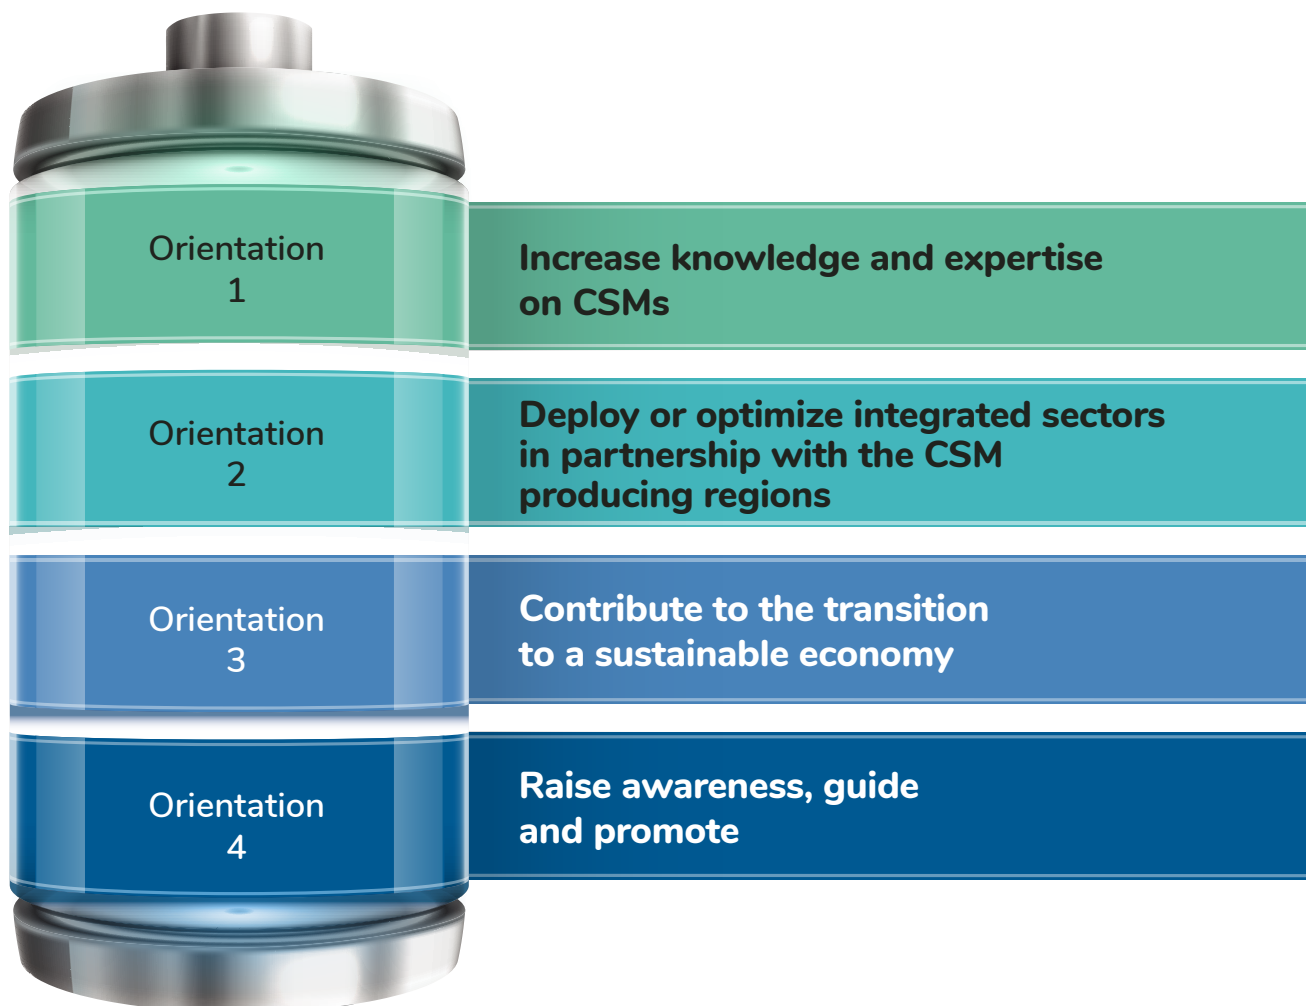 Orientation
1
Increase knowledge and expertise
on CSMs
Orientation
2
Deploy or optimize integrated sectors
in partnership with the CSM
producing regions
Orientation
3
Contribute to the transition
to a sustainable economy
Orientation
4
Raise awareness, guide
and promote